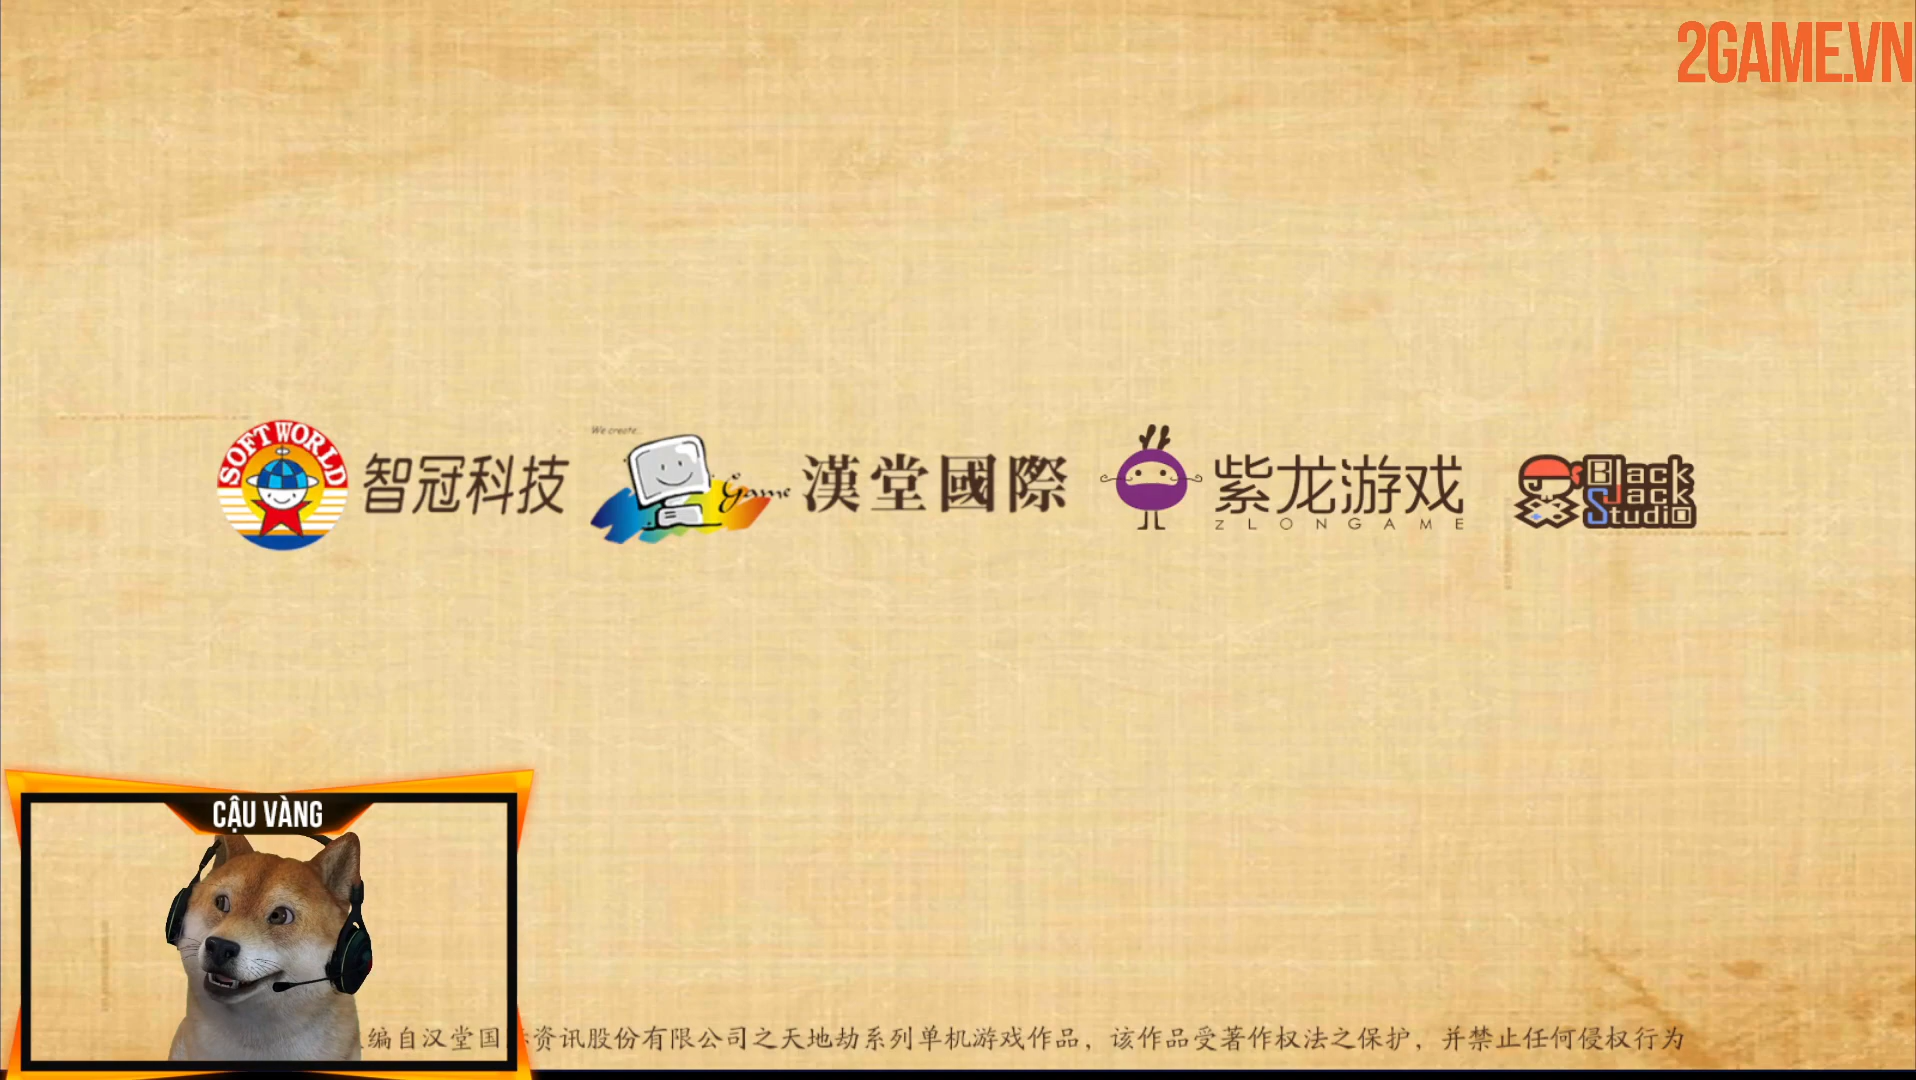 2GAME.VN
We create...
SOFT WORLD 智冠科技
Game 漢堂國際
紫龙游戏
ZLONGAME
Black
Jack
Studio
CẬU VÀNG
编自汉堂国 资讯股份有限公司之天地劫系列单机游戏作品，该作品受著作权法之保护，并禁止任何侵权行为